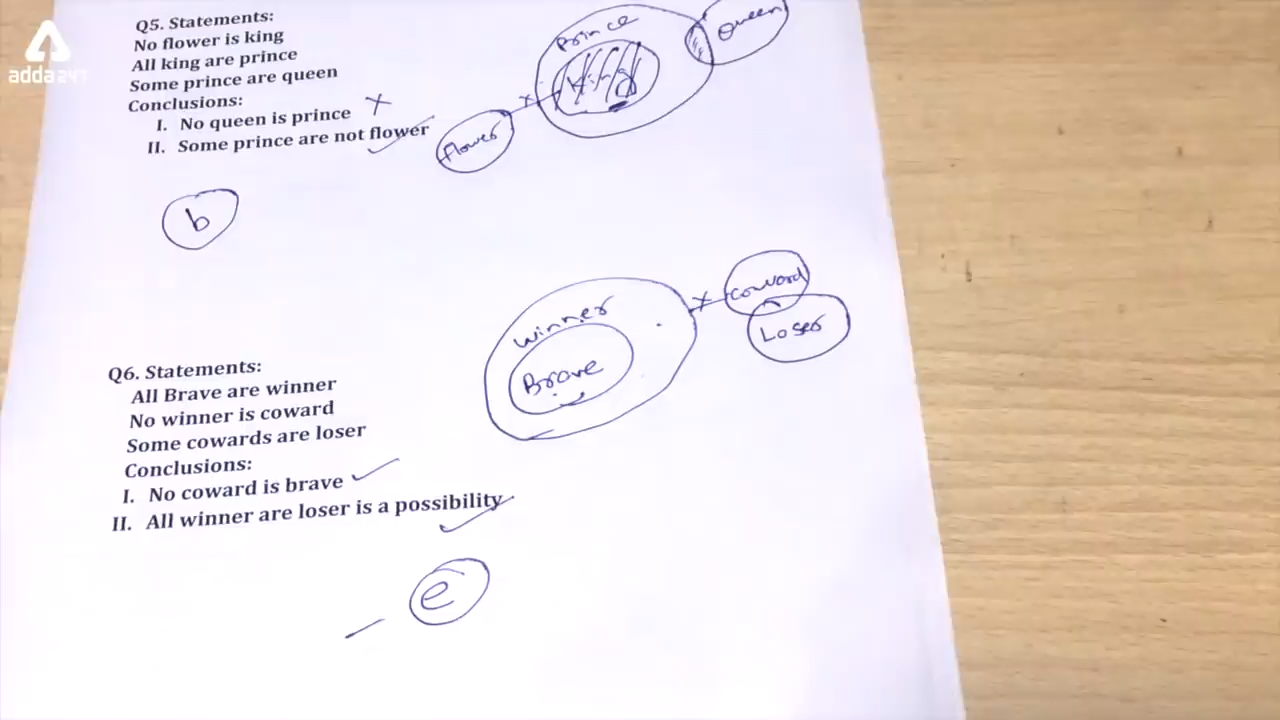 adda247
Q5. Statements:
No flower is king
All king are prince
Some prince are queen
Conclusions:
I. No queen is prince
II. Some prince are not flower
Prince
King
Queen
flower
b
Q6. Statements:
All Brave are winner
No winner is coward
Some cowards are loser
Conclusions:
I. No coward is brave
II. All winner are loser is a possibility
winner
Brave
coward
Loser
e